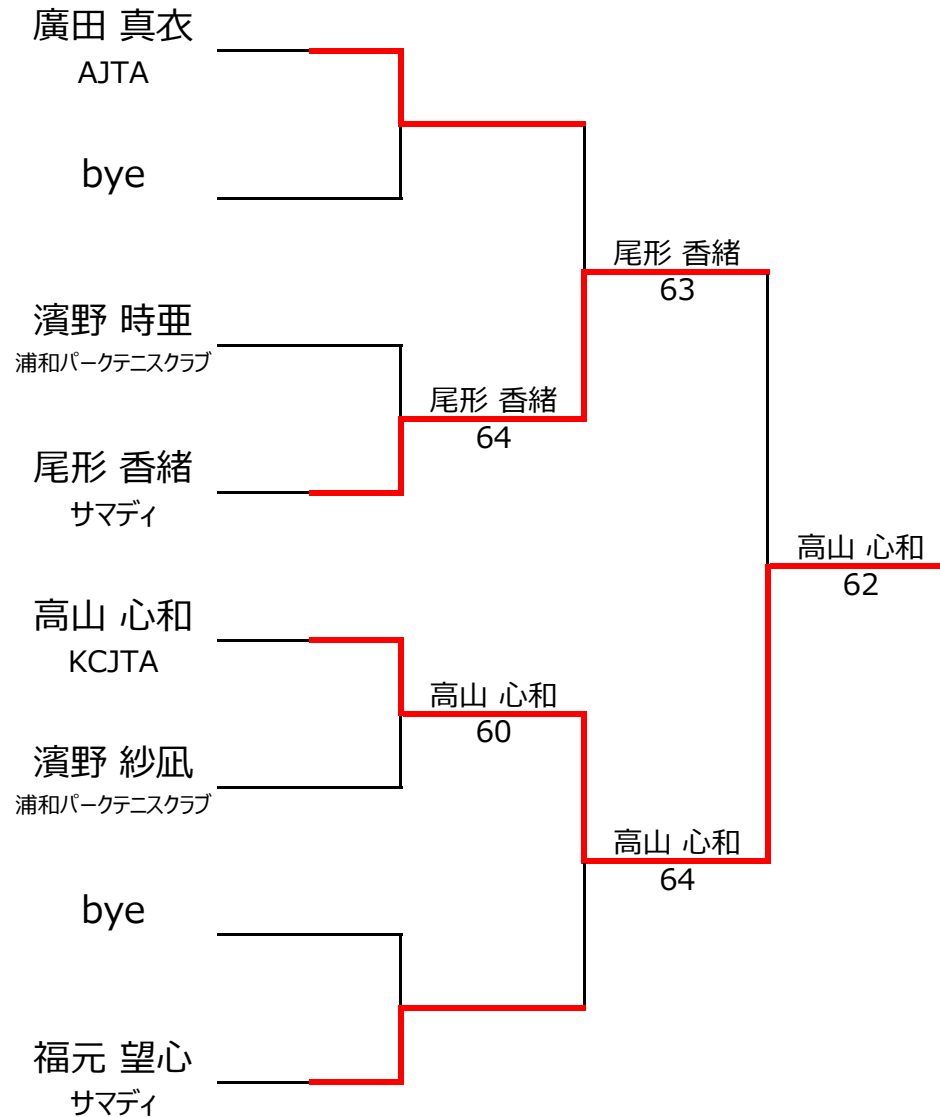 廣田 真衣
AJTA
bye
濱野 時亜
浦和パークテニスクラブ
尾形 香緒
サマディ
高山 心和
KCJTA
濱野 紗凪
浦和パークテニスクラブ
bye
福元 望心
サマディ
尾形 香緒
64
高山 心和
60
尾形 香緒
63
高山 心和
64
高山 心和
62